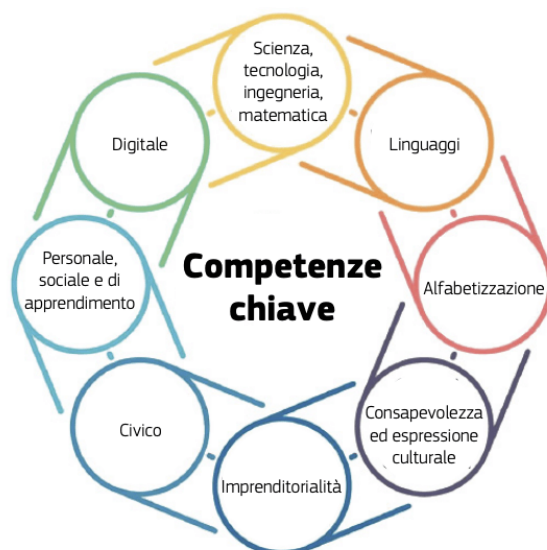 Scienza,
tecnologia,
ingegneria,
matematica
Digitale
Linguaggi
Personale,
sociale e di
apprendimento
Competenze
chiave
Alfabetizzazione
Civico
Consapevolezza
ed espressione
culturale
Imprenditorialità